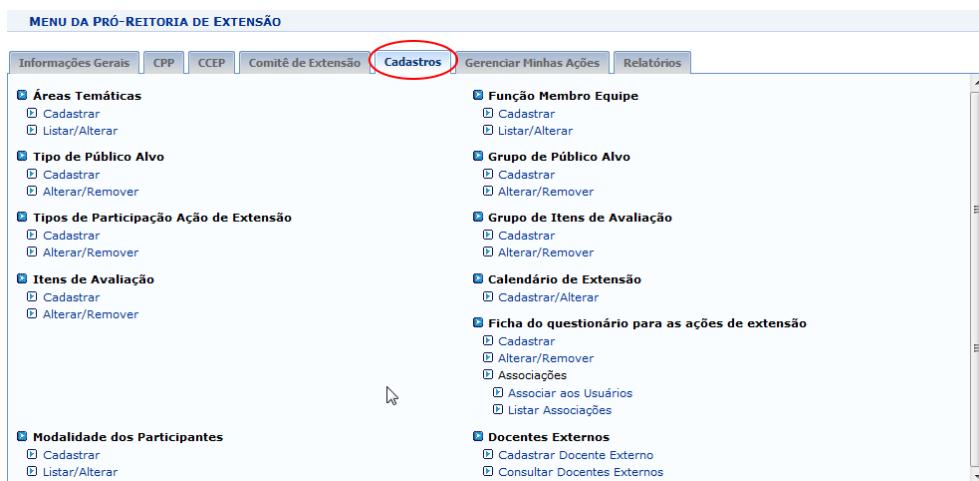 MENU DA PRÓ-REITORIA DE EXTENSÃO
Informações Gerais CPP CCEP Comitê de Extensão Cadastros Gerenciar Minhas Ações Relatórios
Áreas Temáticas
Cadastrar
Listar/Alterar
Função Membro Equipe
Cadastrar
Listar/Alterar
Tipo de Público Alvo
Cadastrar
Alterar/Remover
Grupo de Público Alvo
Cadastrar
Alterar/Remover
Tipos de Participação Ação de Extensão
Cadastrar
Alterar/Remover
Grupo de Itens de Avaliação
Cadastrar
Alterar/Remover
Itens de Avaliação
Cadastrar
Alterar/Remover
Calendário de Extensão
Cadastrar/Alterar
Ficha do questionário para as ações de extensão
Cadastrar
Alterar/Remover
Associações
Associar aos Usuários
Listar Associações
Modalidade dos Participantes
Cadastrar
Listar/Alterar
Docentes Externos
Cadastrar Docente Externo
Consultar Docentes Externos